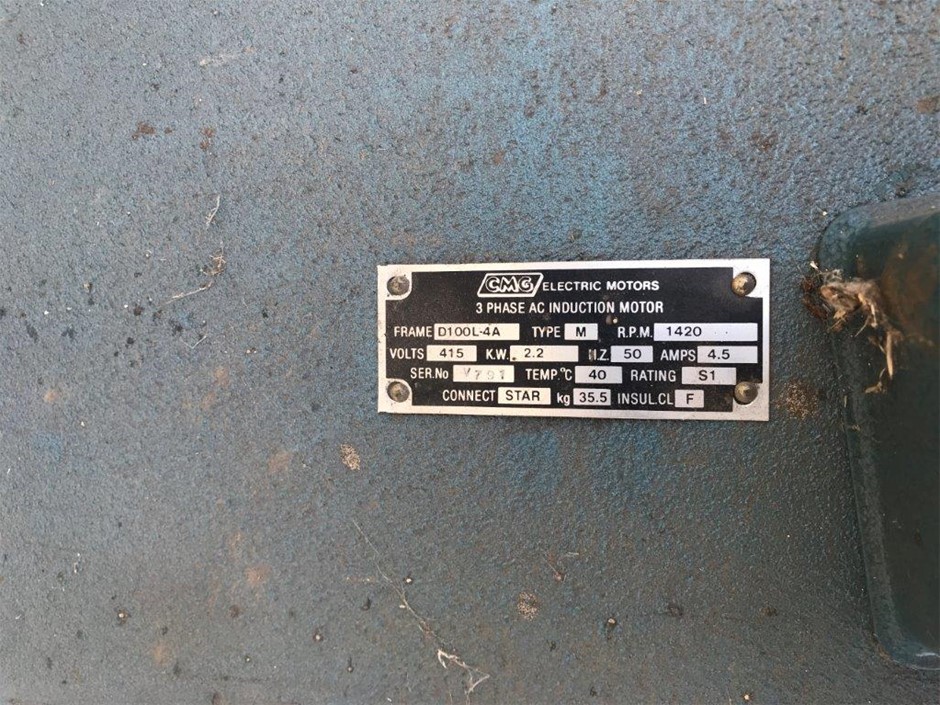 CMG ELECTRIC MOTORS
3 PHASE AC INDUCTION MOTOR
FRAME D100L-4A TYPE M R.P.M. 1420
VOLTS 415 K.W. 2.2 H.Z. 50 AMPS 4.5
SER.No TEMP.°C 40 RATING S1
CONNECT STAR kg 35.5 INSUL.CL F